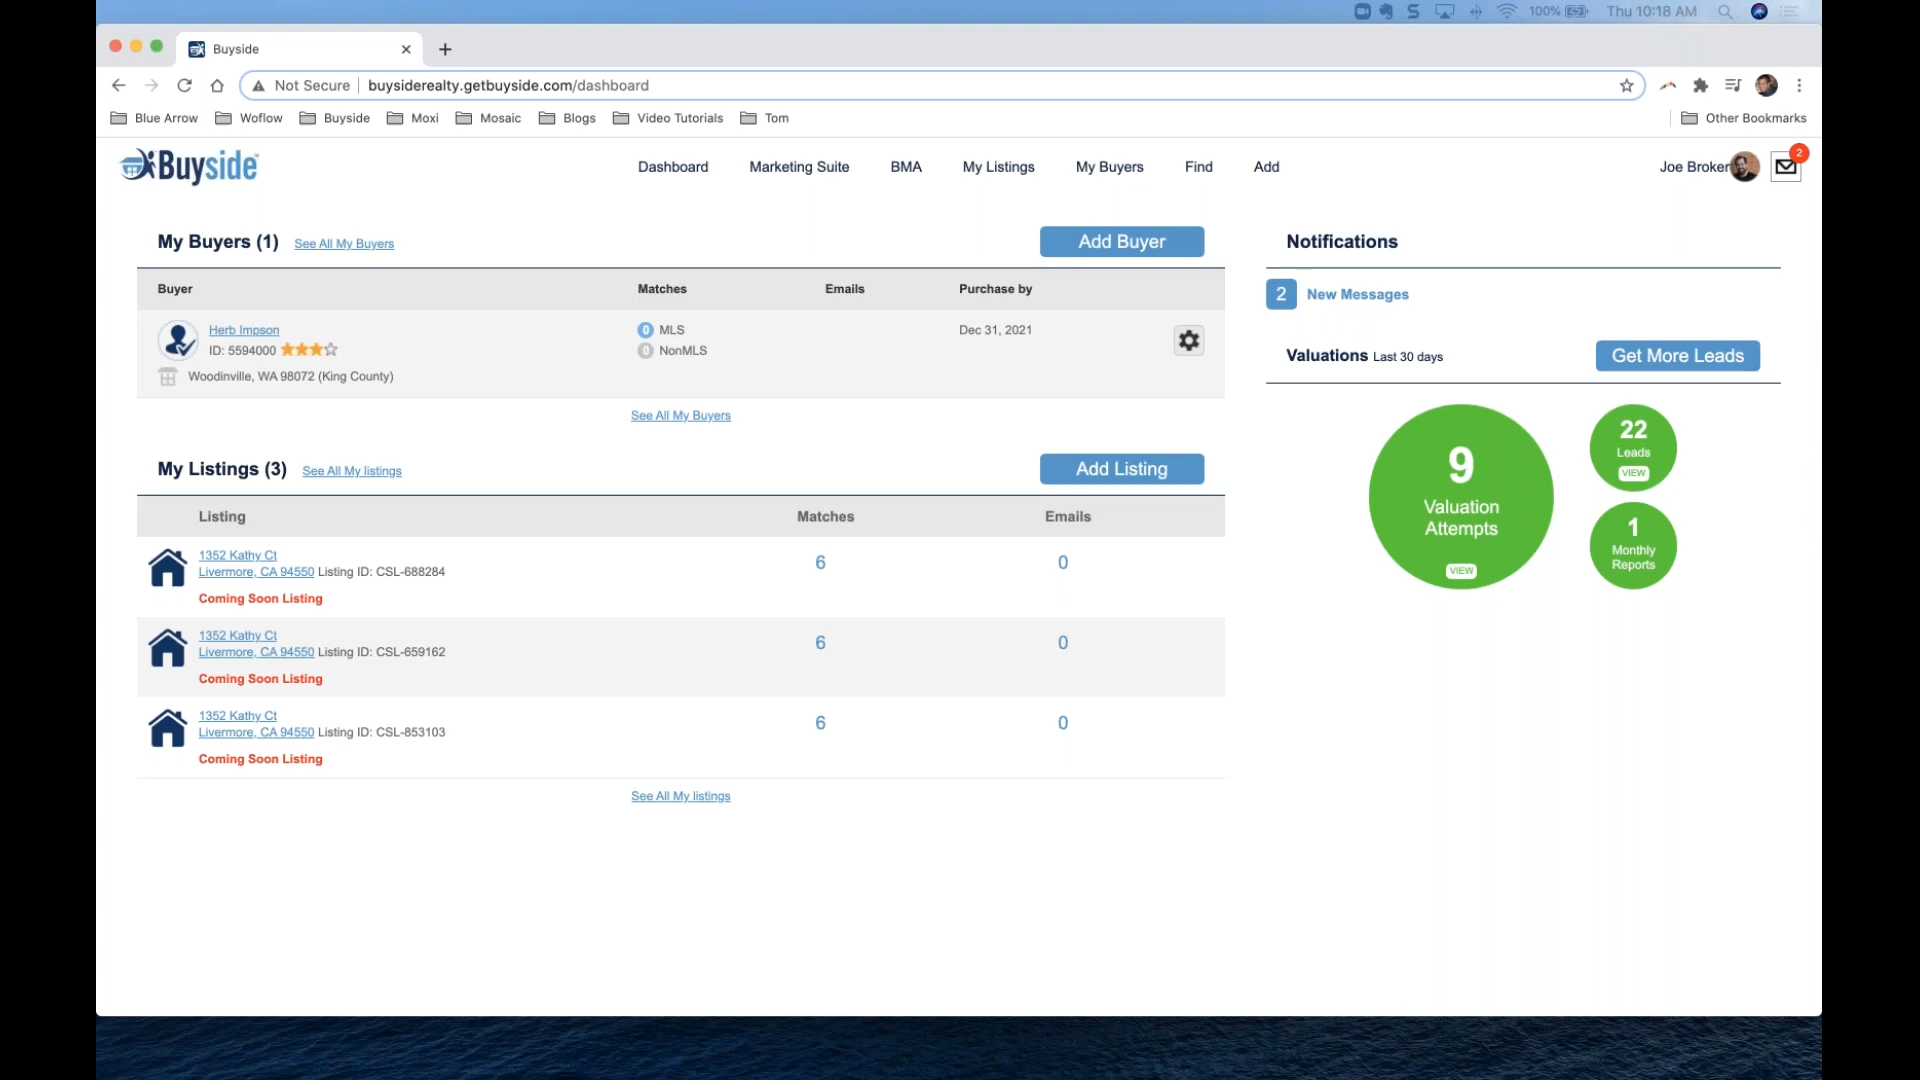 100%
Thu 10:18 AM
Buyside
Not Secure
buysiderealty.getbuyside.com/dashboard
Blue Arrow
Woflow
Buyside
Moxi
Mosaic
Blogs
Video Tutorials
Tom
Other Bookmarks
Buyside
Dashboard
Marketing Suite
BMA
My Listings
My Buyers
Find
Add
Joe Broker
2
My Buyers (1)
See All My Buyers
Add Buyer
Buyer
Matches
Emails
Purchase by
Herb Impson
ID: 5594000
Woodinville, WA 98072 (King County)
0 MLS
0 NonMLS
Dec 31, 2021
See All My Buyers
My Listings (3)
See All My listings
Add Listing
Listing
Matches
Emails
1352 Kathy Ct
Livermore, CA 94550 Listing ID: CSL-688284
Coming Soon Listing
6
0
1352 Kathy Ct
Livermore, CA 94550 Listing ID: CSL-659162
Coming Soon Listing
6
0
1352 Kathy Ct
Livermore, CA 94550 Listing ID: CSL-853103
Coming Soon Listing
6
0
See All My listings
Notifications
2 New Messages
Valuations Last 30 days
Get More Leads
9
Valuation
Attempts
VIEW
22
Leads
VIEW
1
Monthly
Reports